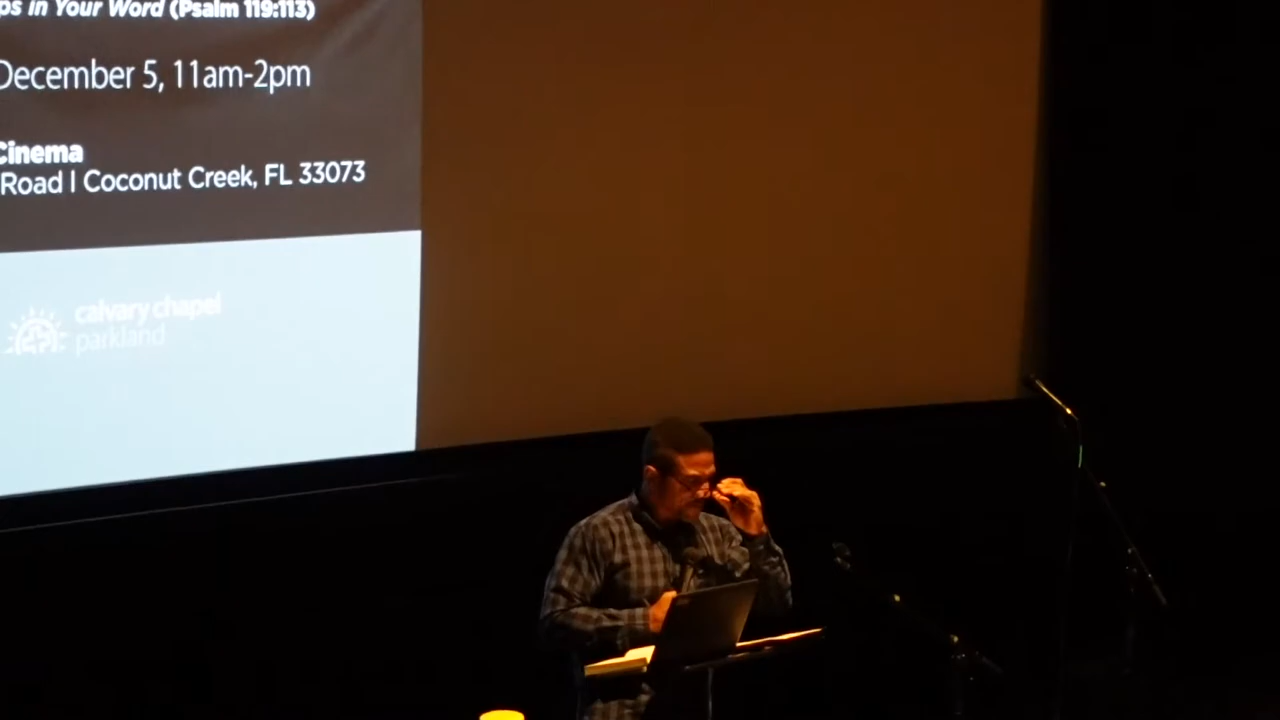 ps in Your Word (Psalm 119:113)
December 5, 11am-2pm
Cinema
Road | Coconut Creek, FL 33073
calvary chapel
parkland